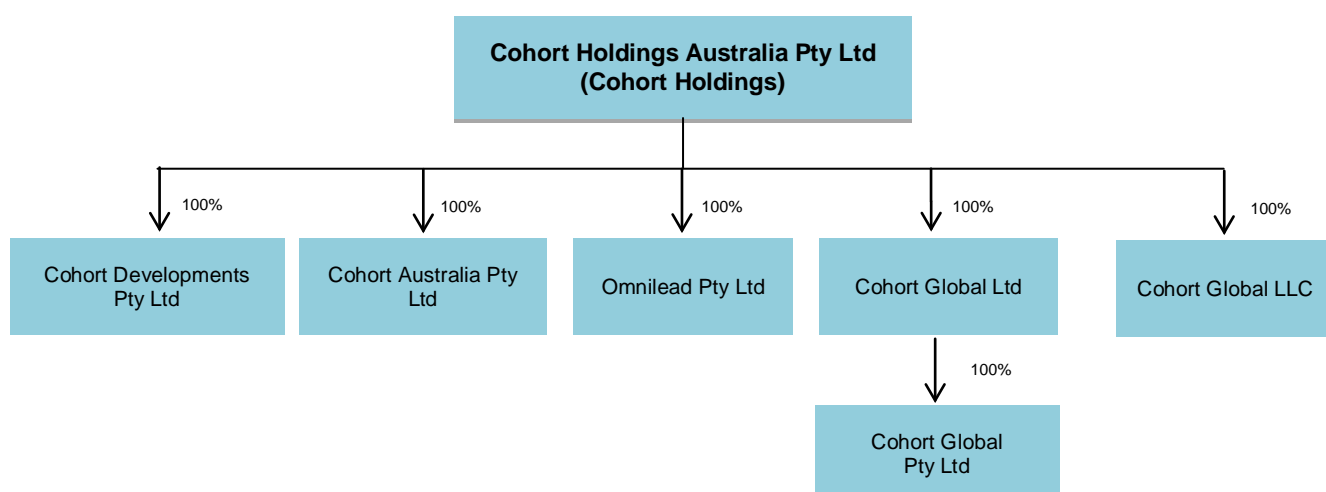 Cohort Holdings Australia Pty Ltd
(Cohort Holdings)
100%
100%
100%
100%
100%
Cohort Developments
Pty Ltd
Cohort Australia Pty
Ltd
Omnilead Pty Ltd
Cohort Global Ltd
Cohort Global LLC
100%
Cohort Global
Pty Ltd